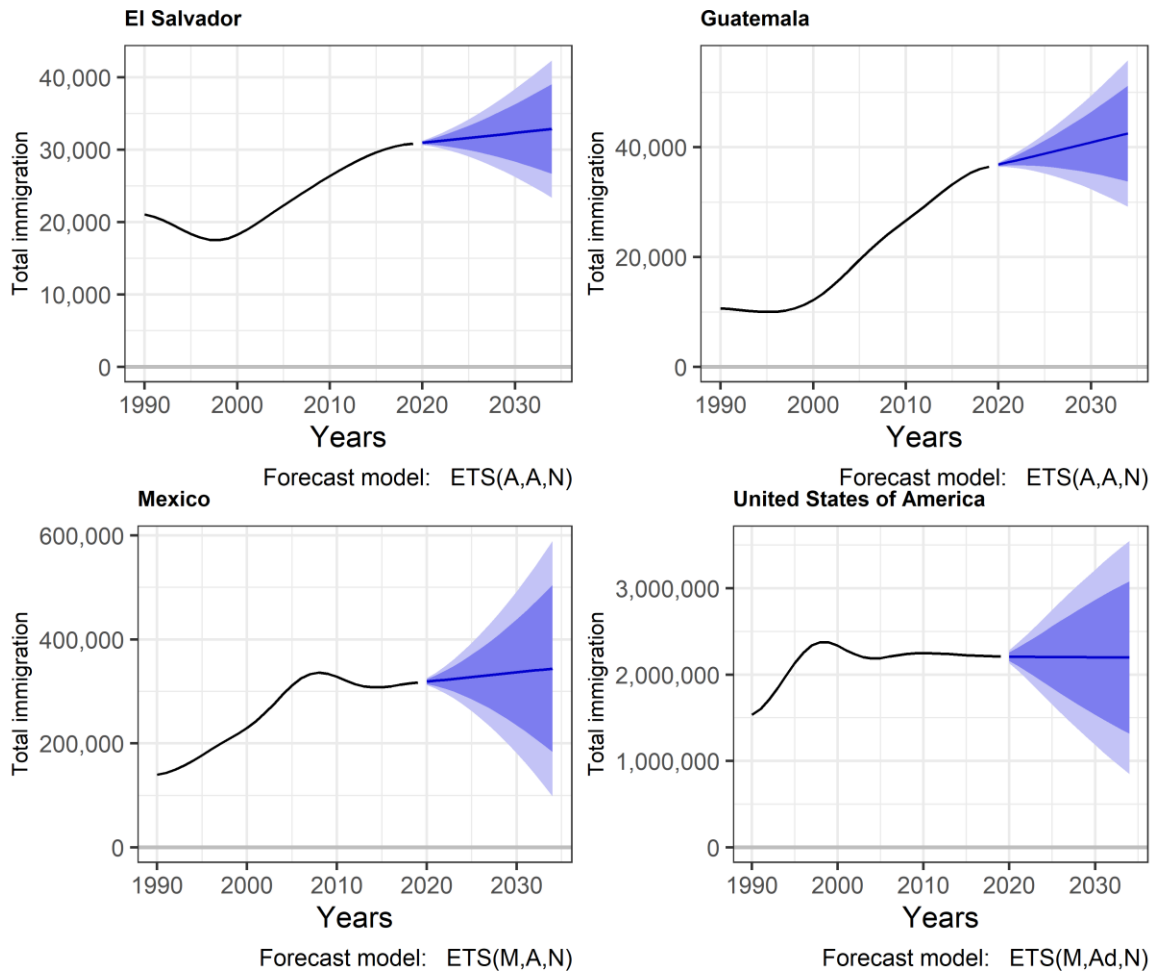 El Salvador
Total immigration
40,000
30,000
20,000
10,000
0
1990 2000 2010 2020 2030
Years
Forecast model: ETS(A,A,N)
Guatemala
Total immigration
40,000
20,000
0
1990 2000 2010 2020 2030
Years
Forecast model: ETS(A,A,N)
Mexico
Total immigration
600,000
400,000
200,000
0
1990 2000 2010 2020 2030
Years
Forecast model: ETS(M,A,N)
United States of America
Total immigration
3,000,000
2,000,000
1,000,000
0
1990 2000 2010 2020 2030
Years
Forecast model: ETS(M,Ad,N)